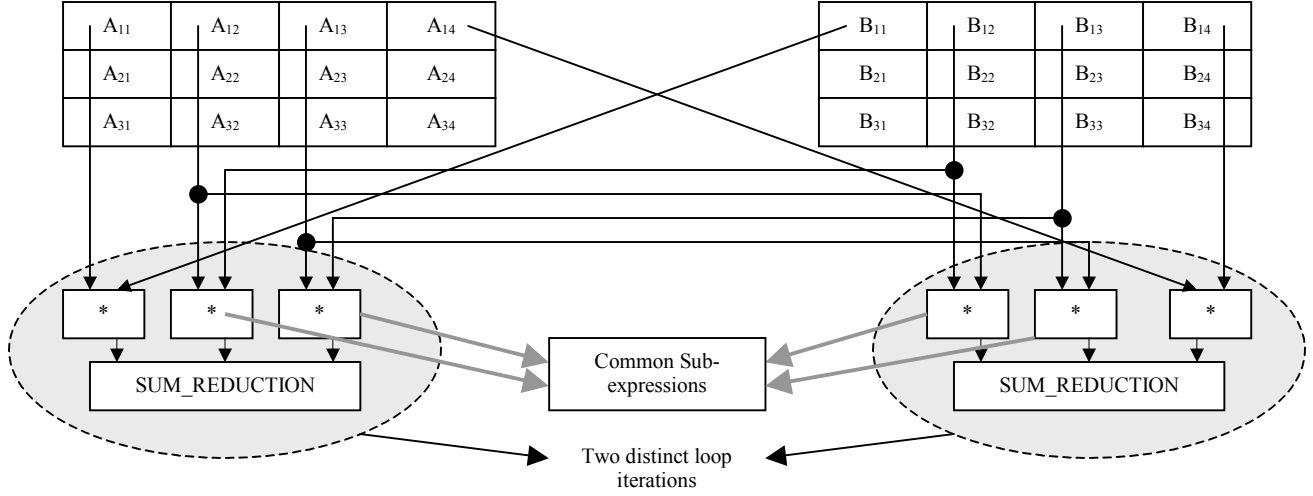 A₁₁ A₁₂ A₁₃ A₁₄ B₁₁ B₁₂ B₁₃ B₁₄
A₂₁ A₂₂ A₂₃ A₂₄ B₂₁ B₂₂ B₂₃ B₂₄
A₃₁ A₃₂ A₃₃ A₃₄ B₃₁ B₃₂ B₃₃ B₃₄
* * * * * *
Common Sub-
expressions
SUM_REDUCTION SUM_REDUCTION
Two distinct loop
iterations